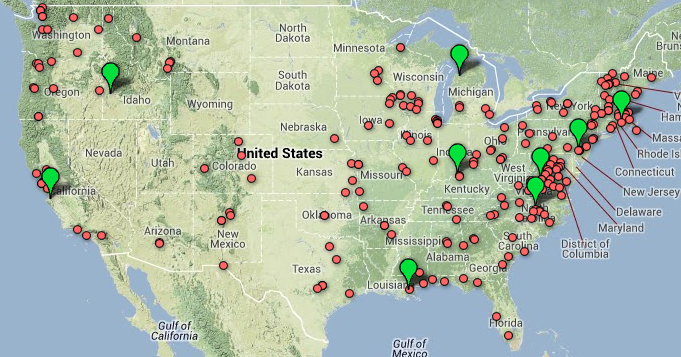 Washington
Montana
North
Dakota
Minnesota
Wisconsin
Michigan
Maine
Oregon
Idaho
South
Dakota
Wyoming
Iowa
New York
Nebraska
Pennsylvania
Massa
Rhode Is
Connecticut
Nevada
Utah
Colorado
United States
Kansas
Missouri
Illinois
Ohio
West
Virginia
Kentucky
New Jersey
Delaware
Maryland
District of
Columbia
California
Arizona
New
Mexico
Oklahoma
Arkansas
Tennessee
North
Mississippi
Alabama
South
Carolina
Georgia
Texas
Louisiana
Florida
Gulf of
California
Gulf of
Mexico